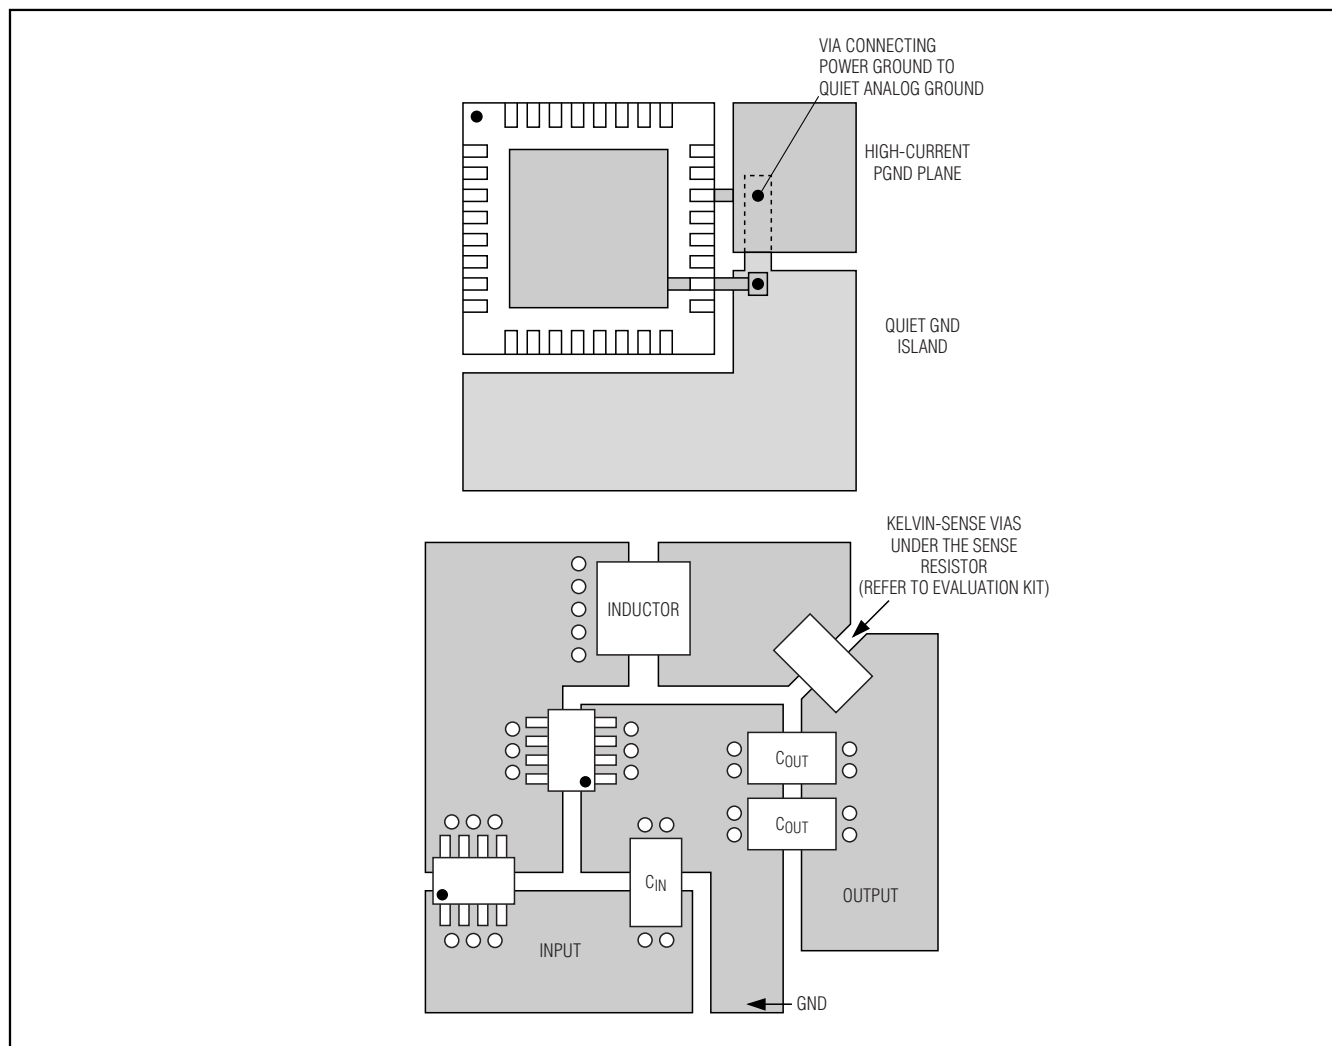 VIA CONNECTING
POWER GROUND TO
QUIET ANALOG GROUND
HIGH-CURRENT
PGND PLANE
QUIET GND
ISLAND
KELVIN-SENSE VIAS
UNDER THE SENSE
RESISTOR
(REFER TO EVALUATION KIT)
INDUCTOR
COUT
COUT
CIN
OUTPUT
INPUT
GND